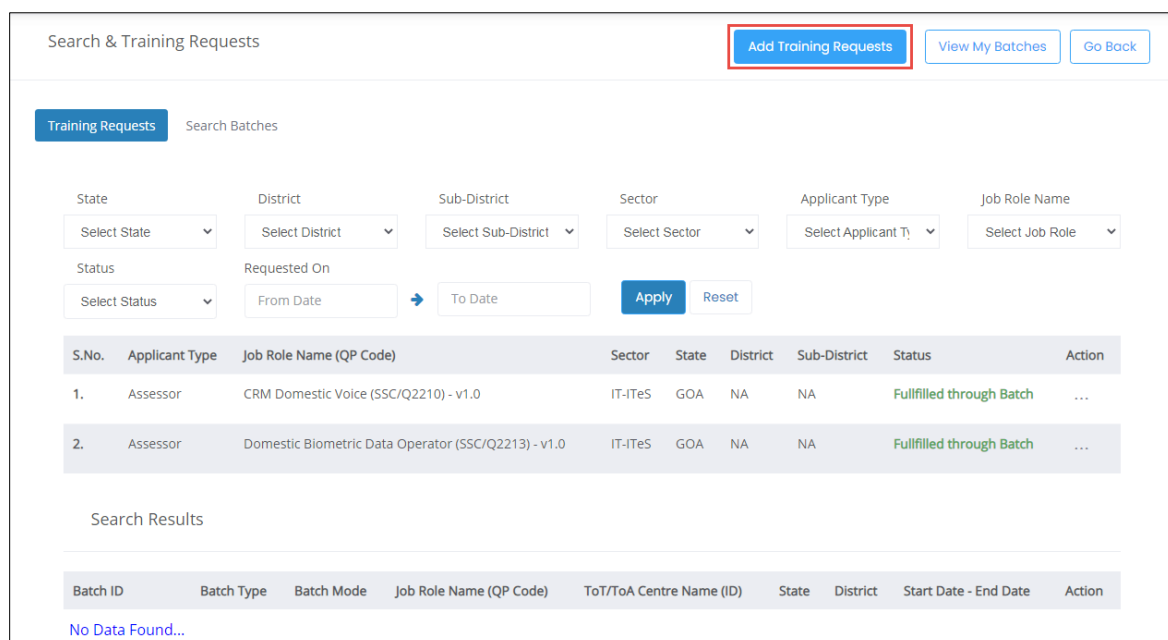 Search & Training Requests Add Training Requests View My Batches Go Back
Training Requests Search Batches
State District Sub-District Sector Applicant Type Job Role Name
Select State Select District Select Sub-District Select Sector Select Applicant Ty Select Job Role
Status Requested On
Select Status From Date To Date Apply Reset
S.No. Applicant Type Job Role Name (QP Code) Sector State District Sub-District Status Action
1. Assessor CRM Domestic Voice (SSC/Q2210) - v1.0 IT-ITeS GOA NA NA Fullfilled through Batch ...
2. Assessor Domestic Biometric Data Operator (SSC/Q2213) - v1.0 IT-ITeS GOA NA NA Fullfilled through Batch ...
Search Results
Batch ID Batch Type Batch Mode Job Role Name (QP Code) ToT/ToA Centre Name (ID) State District Start Date - End Date Action
No Data Found...